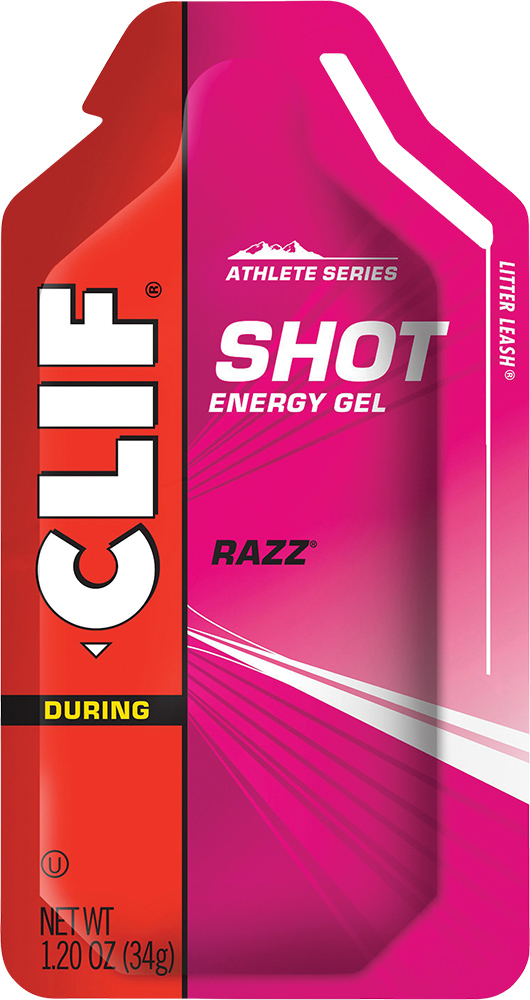 ATHLETE SERIES
SHOT
ENERGY GEL
LITTER LEASH®
CLIF®
RAZZ®
DURING
U
NET WT
1.20 OZ (34g)